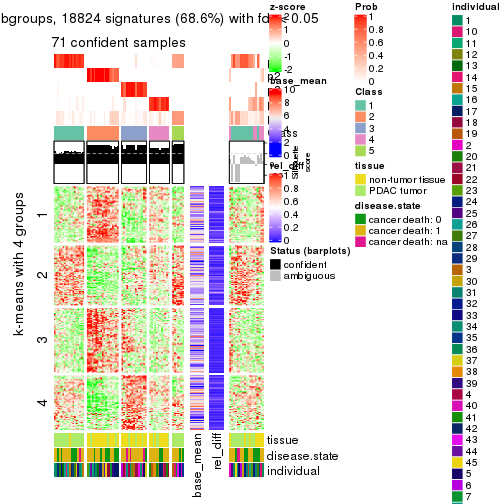 bgroups, 18824 signatures (68.6%) with fd < 0.05
71 confident samples
k-means with 4 groups
1
2
3
4
base_mean
rel_diff
tissue
disease.state
individual
z-score
2
1
0
-1
-2
base_mean
10
8
6
4
2
0
rel_diff
1
0.8
0.6
0.4
0.2
0
Silhouette
score
Status (barplots)
confident
ambiguous
Prob
1
0.8
0.6
0.4
0.2
0
Class
1
2
3
4
5
tissue
non-tumor tissue
PDAC tumor
disease.state
cancer death: 0
cancer death: 1
cancer death: na
individual
1
10
11
12
13
14
15
16
17
18
19
2
20
21
22
23
24
25
26
27
28
29
3
30
31
32
33
34
35
36
37
38
39
4
40
41
42
43
44
45
5
6
7